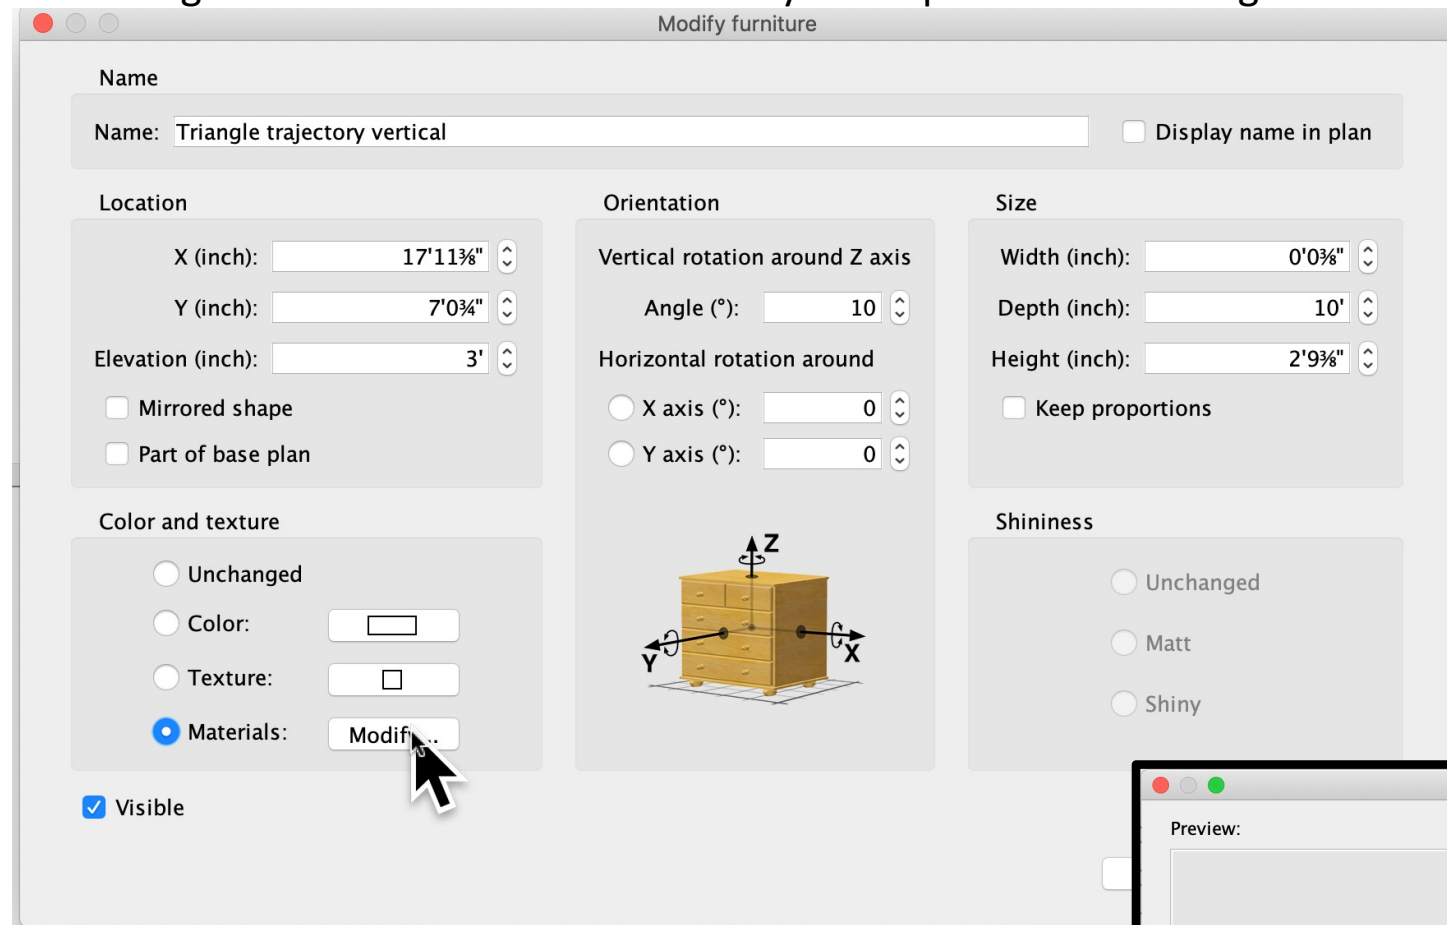 Modify furniture
Name
Name: Triangle trajectory vertical
Display name in plan
Location
X (inch): 17'11⅜"
Y (inch): 7'0¾"
Elevation (inch): 3'
Mirrored shape
Part of base plan
Orientation
Vertical rotation around Z axis
Angle (°): 10
Horizontal rotation around
X axis (°): 0
Y axis (°): 0
Z
Y
X
Size
Width (inch): 0'0⅜"
Depth (inch): 10'
Height (inch): 2'9⅜"
Keep proportions
Color and texture
Unchanged
Color:
Texture:
Materials:
Shininess
Unchanged
Matt
Shiny
Visible
Preview: